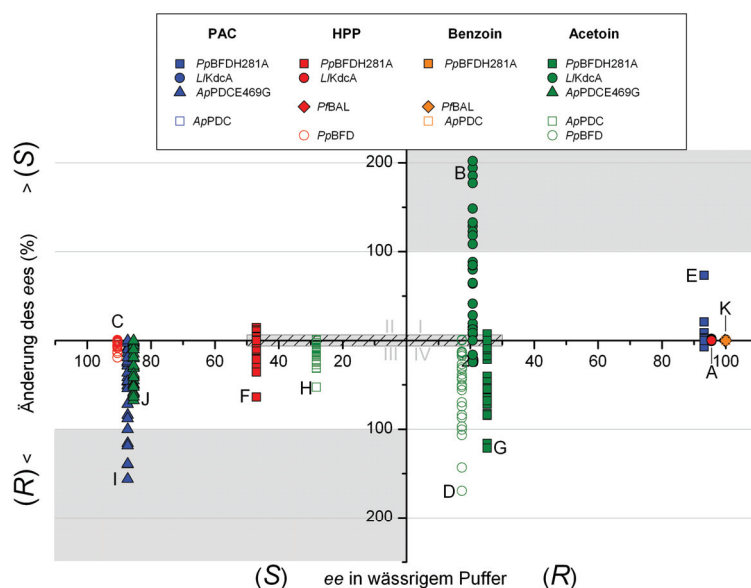 PAC HPP Benzoin Acetoin
PpBFDH281A PpBFDH281A PpBFDH281A PpBFDH281A
LlKdcA LlKdcA LlKdcA
ApPDCE469G ApPDCE469G
PfBAL PfBAL
ApPDC ApPDC ApPDC
PpBFD PpBFD
> (S)
Änderung des ees (%)
(R) <
200
B
100
E
K
C
II I
100 80 60 40 20 20 40 60 80 100
III IV
A
J
F
H
100
G
I
D
200
(S) ee in wässrigem Puffer (R)